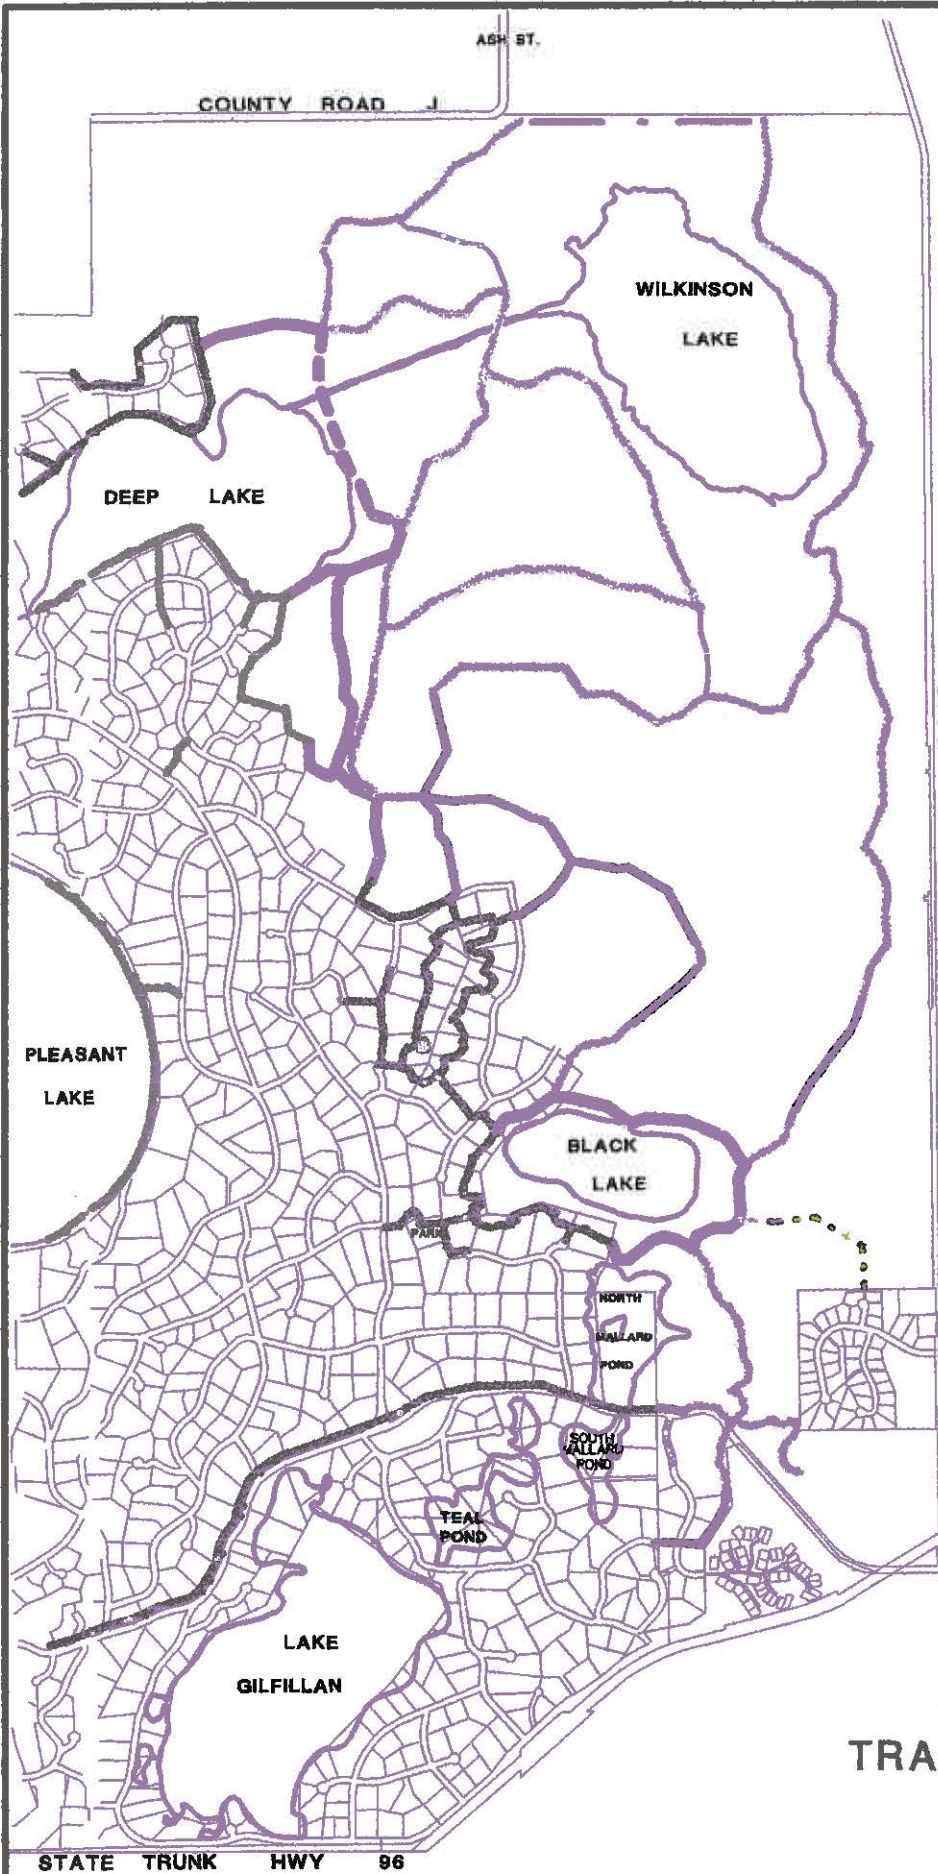 ASH ST.
COUNTY ROAD J
WILKINSON
LAKE
DEEP LAKE
PLEASANT
LAKE
BLACK
LAKE
PARK
NORTH
MALLARD
POND
SOUTH
MALLARD
POND
TEAL
POND
LAKE
GILFILLAN
TRA
STATE TRUNK HWY 96